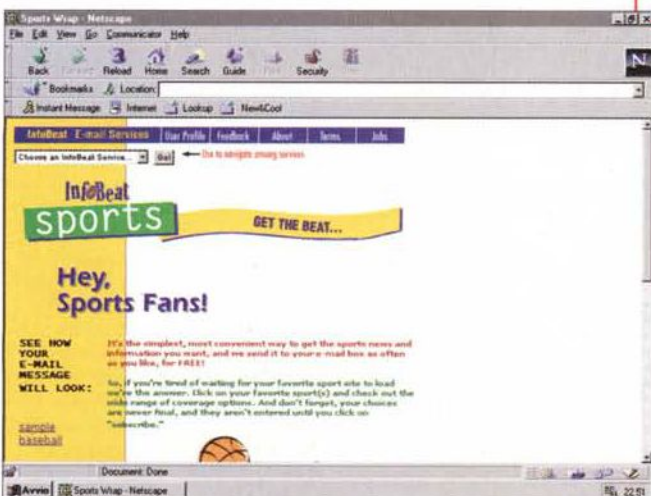 Sports Wrap - Netscape
File Edit View Go Communicator Help
Back Forward Reload Home Search Guide Print Security
Bookmarks Location:
Instant Message Internet Lookup New&Cool
InfoBeat E-mail Services User Profile Feedback About Terms Jobs
Choose an InfoBeat Service... Go! Use to navigate among services
InfoBeat
sports
GET THE BEAT...
Hey,
Sports Fans!
SEE HOW
YOUR
E-MAIL
MESSAGE
WILL LOOK:
sample
baseball
It's the simplest, most convenient way to get the sports news and
information you want, and we send it to your e-mail box as often
as you like, for FREE!
So, if you're tired of waiting for your favorite sport site to load
we're the answer. Click on your favorite sport(s) and check out the
wide range of coverage options. And don't forget, your choices
are never final, and they aren't entered until you click on
"subscribe."
Document: Done
Avvio Sports Wrap - Netscape 22.51